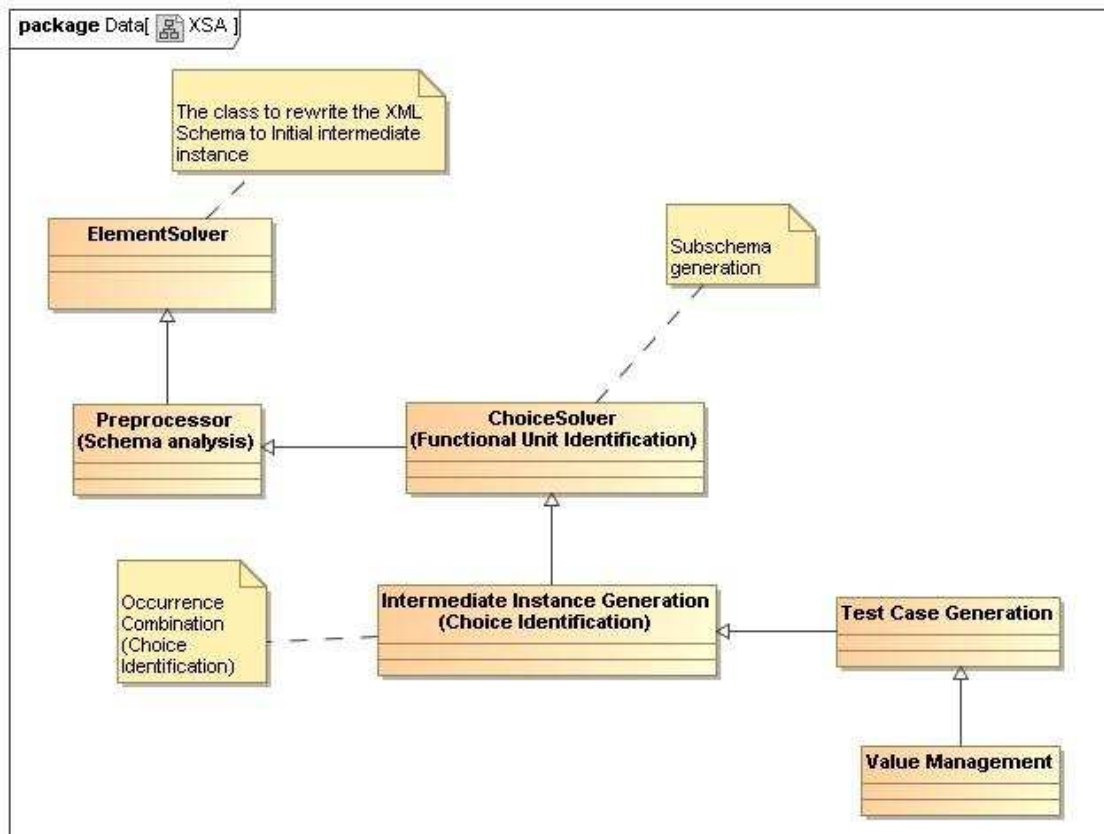 package Data[ XSA ]
The class to rewrite the XML
Schema to Initial intermediate
instance
ElementSolver
Subschema
generation
Preprocessor
(Schema analysis)
ChoiceSolver
(Functional Unit Identification)
Occurrence
Combination
(Choice
Identification)
Intermediate Instance Generation
(Choice Identification)
Test Case Generation
Value Management